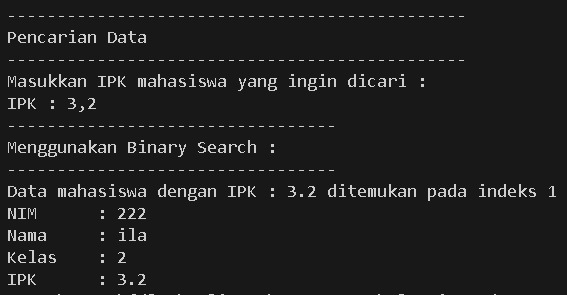 ----------------------------------------------
Pencarian Data
----------------------------------------------
Masukkan IPK mahasiswa yang ingin dicari :
IPK : 3,2
---------------------------------
Menggunakan Binary Search :
---------------------------------
Data mahasiswa dengan IPK : 3.2 ditemukan pada indeks 1
NIM      : 222
Nama     : ila
Kelas    : 2
IPK      : 3.2